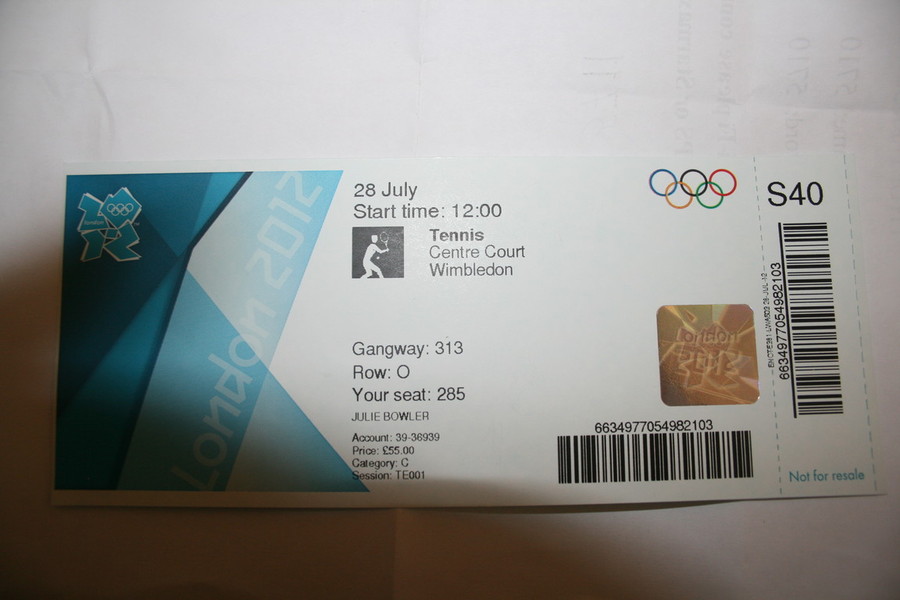 London 2012
28 July
Start time: 12:00
Tennis
Centre Court
Wimbledon
Gangway: 313
Row: O
Your seat: 285
JULIE BOWLER
Account: 39-36939
Price: £55.00
Category: C
Session: TE001
London
6634977054982103
S40
6634977054982103
Not for resale